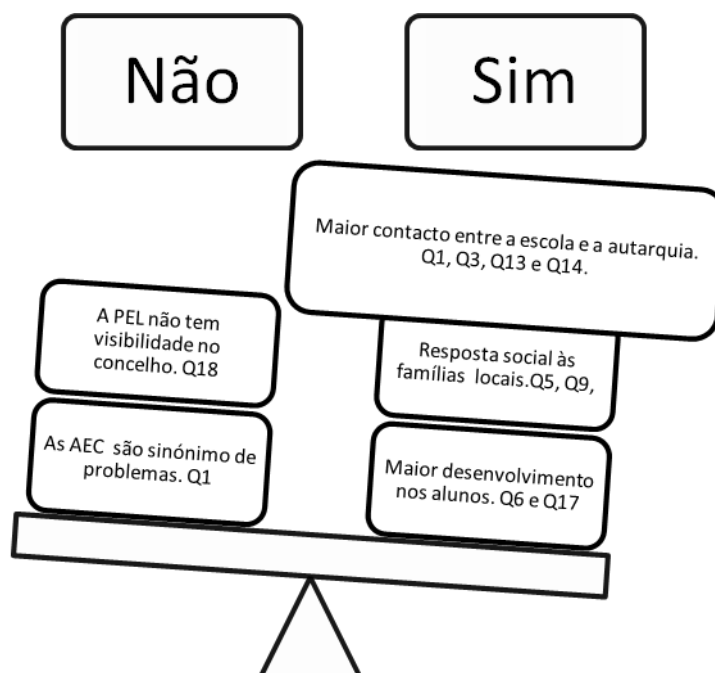 Não
Sim
Maior contacto entre a escola e a autarquia.
Q1, Q3, Q13 e Q14.
A PEL não tem
visibilidade no
concelho. Q18
Resposta social às
famílias locais.Q5, Q9,
As AEC são sinónimo de
problemas. Q1
Maior desenvolvimento
nos alunos. Q6 e Q17